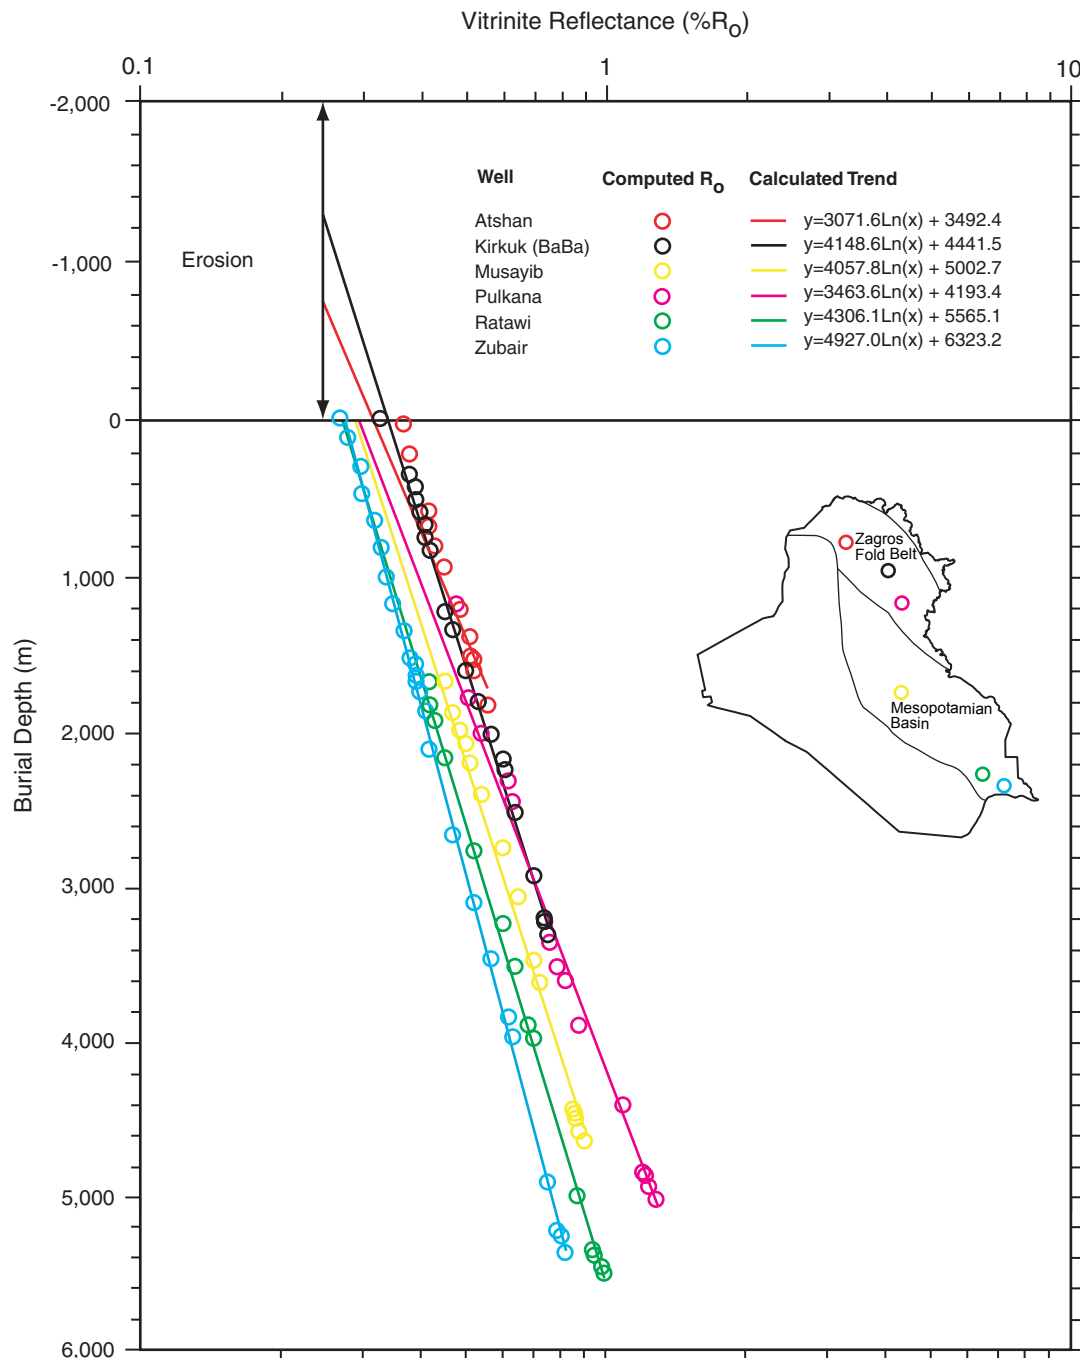 Vitrinite Reflectance (%Ro)
0.1 1 10
-2,000
-1,000
0
1,000
2,000
3,000
4,000
5,000
6,000
Burial Depth (m)
Erosion
Well Computed Ro Calculated Trend
Atshan y=3071.6Ln(x) + 3492.4
Kirkuk (BaBa) y=4148.6Ln(x) + 4441.5
Musayib y=4057.8Ln(x) + 5002.7
Pulkana y=3463.6Ln(x) + 4193.4
Ratawi y=4306.1Ln(x) + 5565.1
Zubair y=4927.0Ln(x) + 6323.2
Zagros
Fold Belt
Mesopotamian
Basin